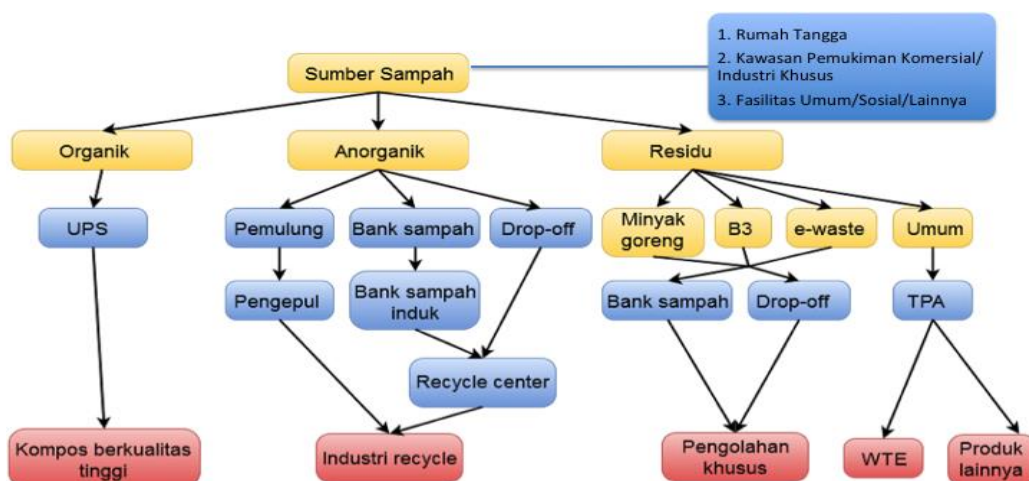 1. Rumah Tangga
2. Kawasan Pemukiman Komersial/
Industri Khusus
3. Fasilitas Umum/Sosial/Lainnya
Sumber Sampah
Organik
Anorganik
Residu
UPS
Pemulung
Bank sampah
Drop-off
Minyak
goreng
B3
e-waste
Umum
Pengepul
Bank sampah
induk
Bank sampah
Drop-off
TPA
Recycle center
Kompos berkualitas
tinggi
Industri recycle
Pengolahan
khusus
WTE
Produk
lainnya